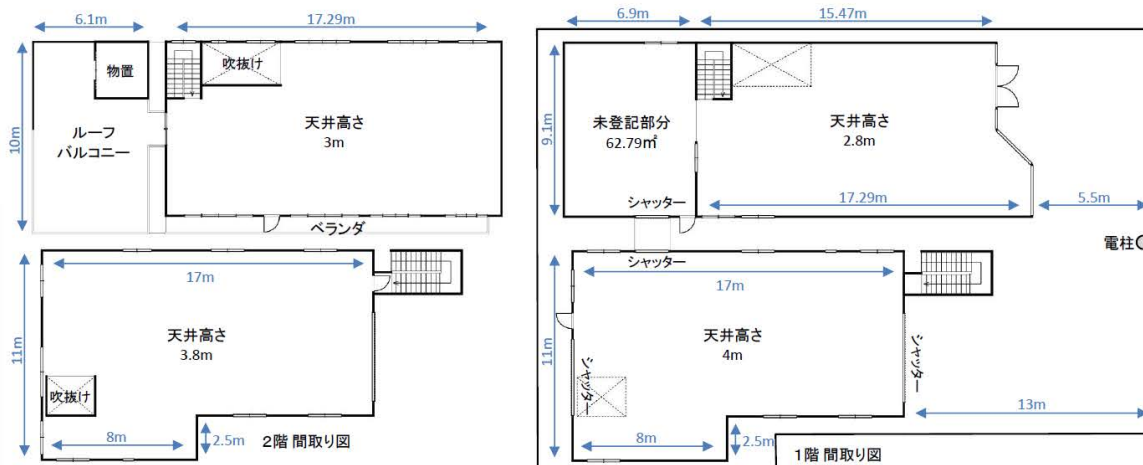 6.1m
17.29m
物置
吹抜け
10m
ルーフ
バルコニー
天井高さ
3m
ベランダ
17m
11m
天井高さ
3.8m
吹抜け
8m
2.5m
2階 間取り図
6.9m
15.47m
9.1m
未登記部分
62.79㎡
天井高さ
2.8m
シャッター
17.29m
5.5m
電柱
シャッター
17m
11m
天井高さ
4m
シャッター
シャッター
13m
8m
2.5m
1階 間取り図